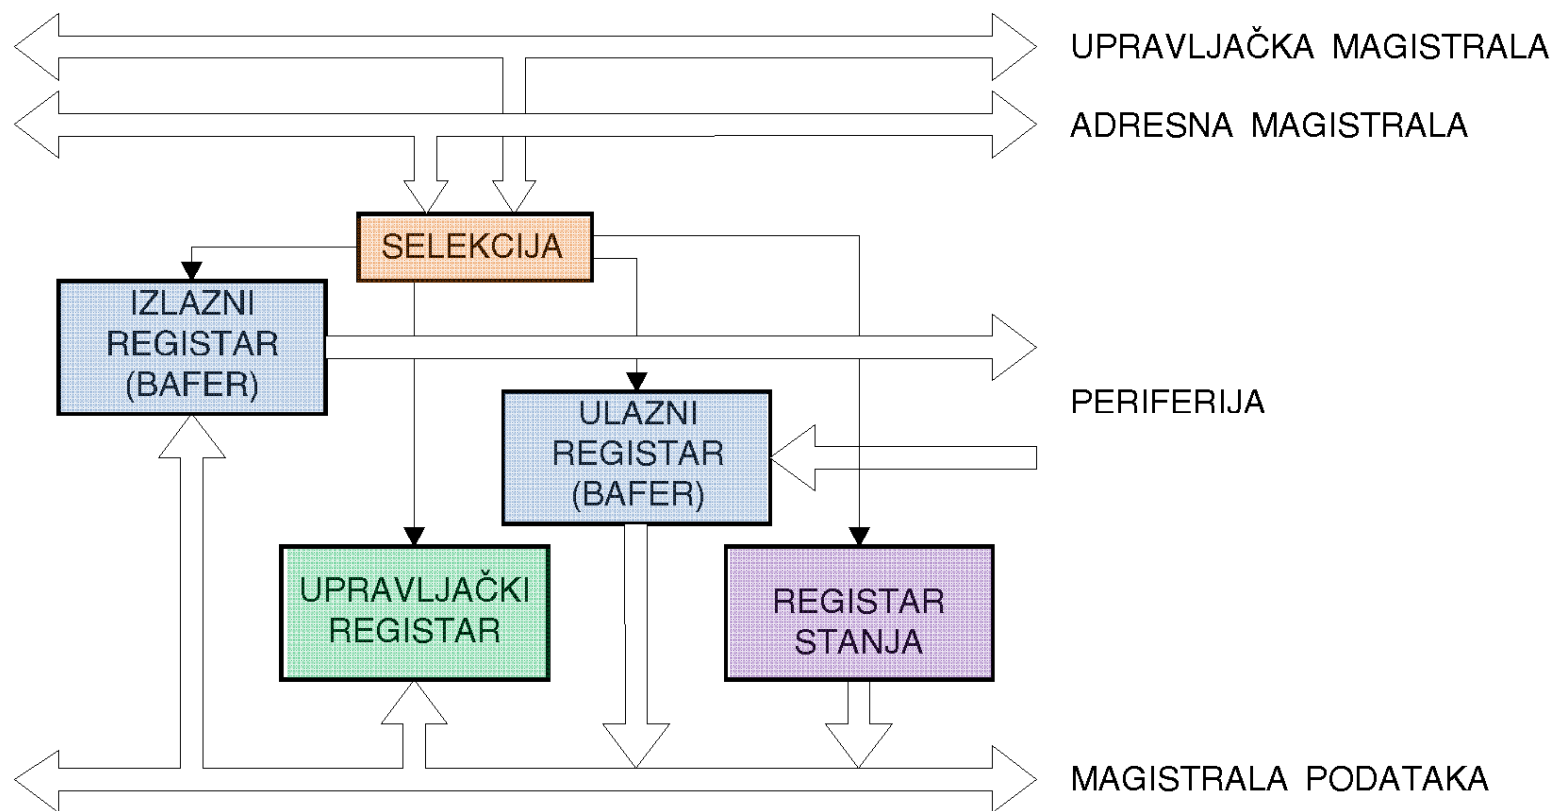 UPRAVLJAČKA MAGISTRALA
ADRESNA MAGISTRALA
SELEKCIJA
IZLAZNI
REGISTAR
(BAFER)
PERIFERIJA
ULAZNI
REGISTAR
(BAFER)
UPRAVLJAČKI
REGISTAR
REGISTAR
STANJA
MAGISTRALA PODATAKA